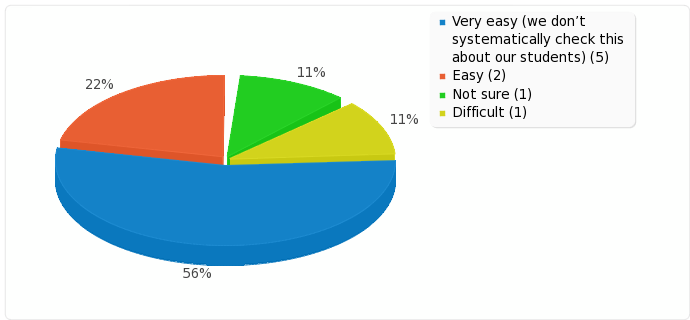 Very easy (we don’t
systematically check this
about our students) (5)
Easy (2)
Not sure (1)
Difficult (1)
22%
11%
11%
56%